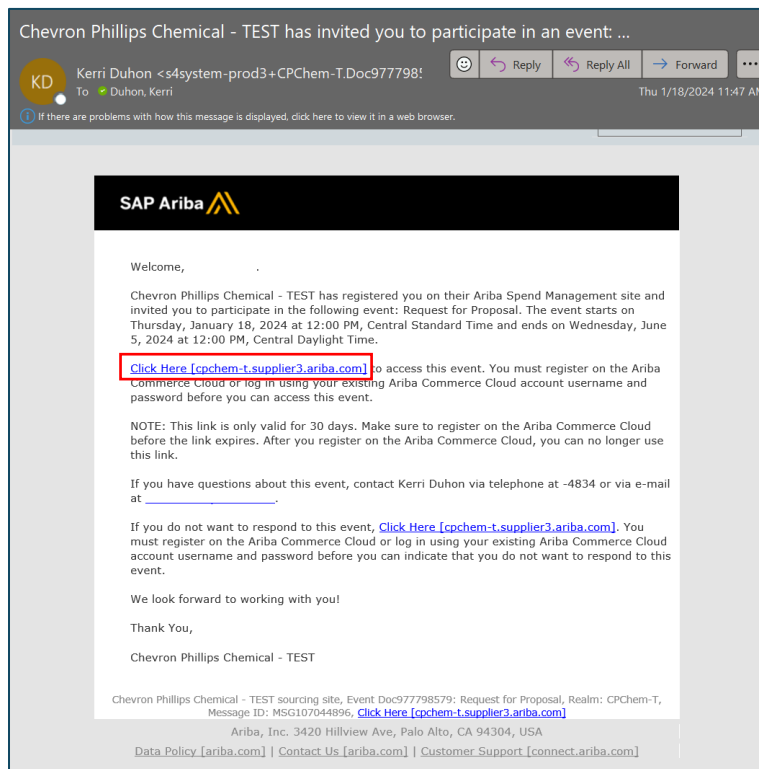 Chevron Phillips Chemical - TEST has invited you to participate in an event: ...
KD
Kerri Duhon <s4system-prod3+CPChem-T.Doc977798!
Reply
Reply All
Forward
To Duhon, Kerri
Thu 1/18/2024 11:47 AM
If there are problems with how this message is displayed, click here to view it in a web browser.
SAP Ariba
Welcome, .
Chevron Phillips Chemical - TEST has registered you on their Ariba Spend Management site and
invited you to participate in the following event: Request for Proposal. The event starts on
Thursday, January 18, 2024 at 12:00 PM, Central Standard Time and ends on Wednesday, June
5, 2024 at 12:00 PM, Central Daylight Time.
Click Here [cpchem-t.supplier3.ariba.com] to access this event. You must register on the Ariba
Commerce Cloud or log in using your existing Ariba Commerce Cloud account username and
password before you can access this event.
NOTE: This link is only valid for 30 days. Make sure to register on the Ariba Commerce Cloud
before the link expires. After you register on the Ariba Commerce Cloud, you can no longer use
this link.
If you have questions about this event, contact Kerri Duhon via telephone at -4834 or via e-mail
at .
If you do not want to respond to this event, Click Here [cpchem-t.supplier3.ariba.com]. You
must register on the Ariba Commerce Cloud or log in using your existing Ariba Commerce Cloud
account username and password before you can indicate that you do not want to respond to this
event.
We look forward to working with you!
Thank You,
Chevron Phillips Chemical - TEST
Chevron Phillips Chemical - TEST sourcing site, Event Doc977798579: Request for Proposal, Realm: CPChem-T,
Message ID: MSG107044896, Click Here [cpchem-t.supplier3.ariba.com]
Ariba, Inc. 3420 Hillview Ave, Palo Alto, CA 94304, USA
Data Policy [ariba.com] | Contact Us [ariba.com] | Customer Support [connect.ariba.com]